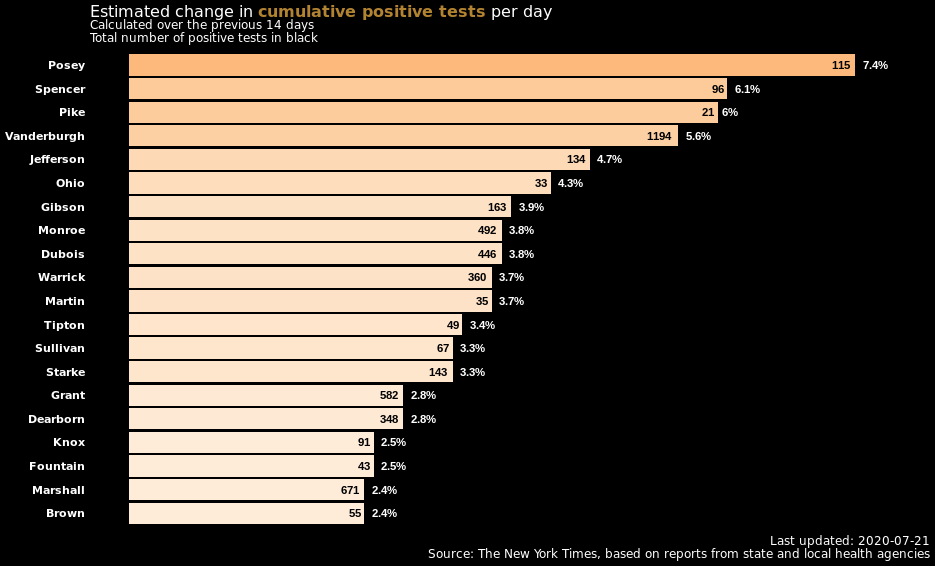 Estimated change in cumulative positive tests per day
Calculated over the previous 14 days
Total number of positive tests in black
Posey 115 7.4%
Spencer 96 6.1%
Pike 21 6%
Vanderburgh 1194 5.6%
Jefferson 134 4.7%
Ohio 33 4.3%
Gibson 163 3.9%
Monroe 492 3.8%
Dubois 446 3.8%
Warrick 360 3.7%
Martin 35 3.7%
Tipton 49 3.4%
Sullivan 67 3.3%
Starke 143 3.3%
Grant 582 2.8%
Dearborn 348 2.8%
Knox 91 2.5%
Fountain 43 2.5%
Marshall 671 2.4%
Brown 55 2.4%
Last updated: 2020-07-21
Source: The New York Times, based on reports from state and local health agencies